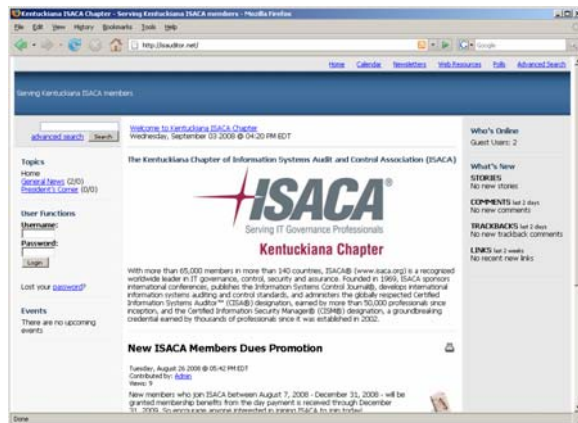 Kentuckiana ISACA Chapter - Serving Kentuckiana ISACA members - Mozilla Firefox
File Edit View History Bookmarks Tools Help
http://isauditor.net/
Google
Home Calendar Newsletters Web Resources Polls Advanced Search
Serving Kentuckiana ISACA members
advanced search Search
Topics
Home
General News (2/0)
President's Corner (0/0)
User Functions
Username:
Password:
Login
Lost your password?
Events
There are no upcoming
events
Welcome to Kentuckiana ISACA Chapter
Wednesday, September 03 2008 @ 04:20 PM EDT
The Kentuckiana Chapter of Information Systems Audit and Control Association (ISACA)
ISACA®
Serving IT Governance Professionals
Kentuckiana Chapter
With more than 65,000 members in more than 140 countries, ISACA® (www.isaca.org) is a recognized
worldwide leader in IT governance, control, security and assurance. Founded in 1969, ISACA sponsors
international conferences, publishes the Information Systems Control Journal®, develops international
information systems auditing and control standards, and administers the globally respected Certified
Information Systems Auditor™ (CISA®) designation, earned by more than 50,000 professionals since
inception, and the Certified Information Security Manager® (CISM®) designation, a groundbreaking
credential earned by thousands of professionals since it was established in 2002.
New ISACA Members Dues Promotion
Tuesday, August 26 2008 @ 05:42 PM EDT
Contributed by: Admin
Views: 9
New members who join ISACA between August 7, 2008 - December 31, 2008 - will be
granted membership benefits from the day payment is received through December
31, 2009. So encourage anyone interested in joining ISACA to join today!
Who's Online
Guest Users: 2
What's New
STORIES
No new stories
COMMENTS last 2 days
No new comments
TRACKBACKS last 2 days
No new trackback comments
LINKS last 2 weeks
No recent new links
Done